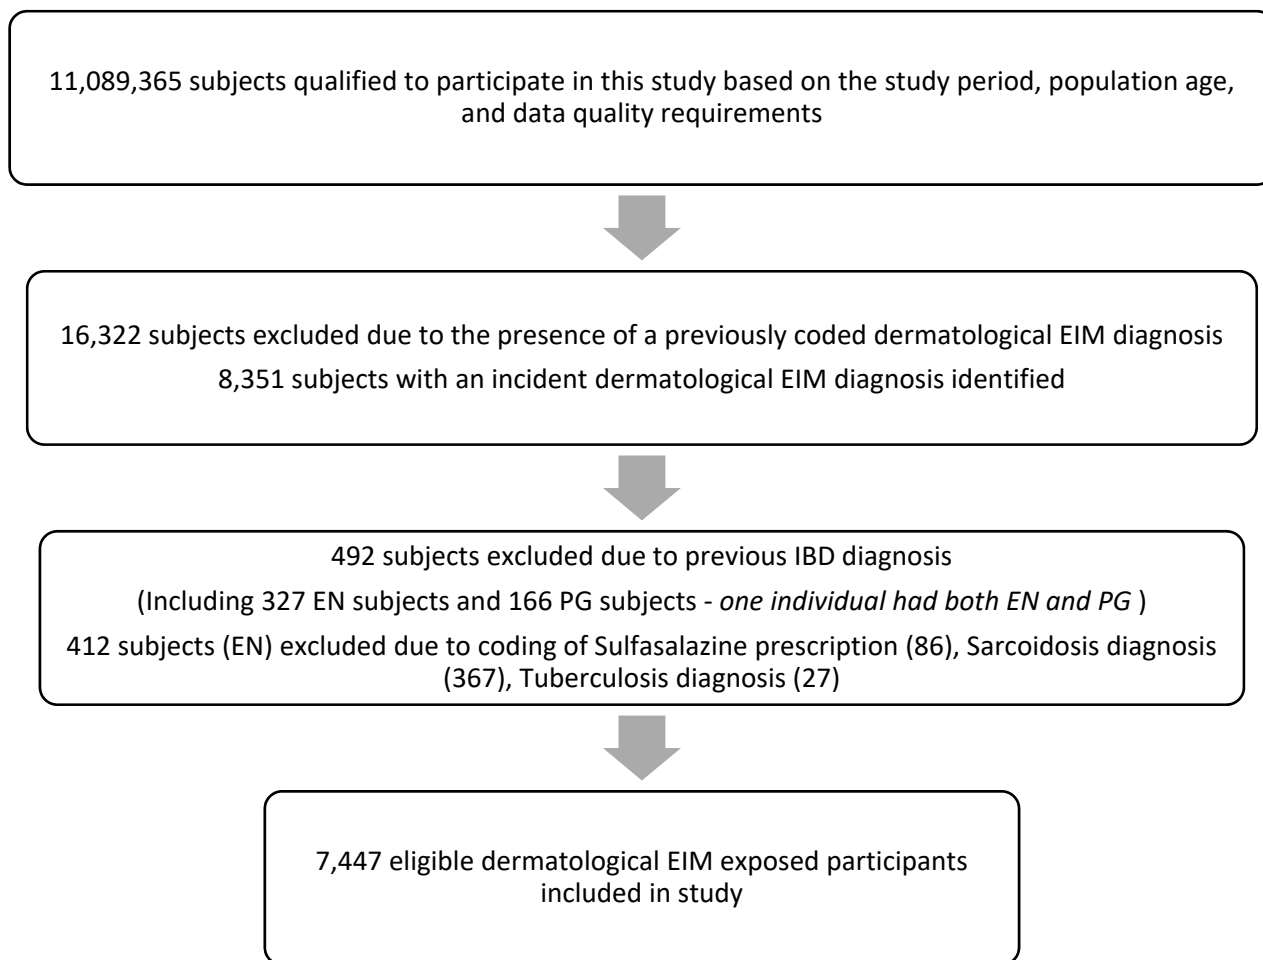 11,089,365 subjects qualified to participate in this study based on the study period, population age,
and data quality requirements
16,322 subjects excluded due to the presence of a previously coded dermatological EIM diagnosis
8,351 subjects with an incident dermatological EIM diagnosis identified
492 subjects excluded due to previous IBD diagnosis
(Including 327 EN subjects and 166 PG subjects - one individual had both EN and PG )
412 subjects (EN) excluded due to coding of Sulfasalazine prescription (86), Sarcoidosis diagnosis
(367), Tuberculosis diagnosis (27)
7,447 eligible dermatological EIM exposed participants
included in study